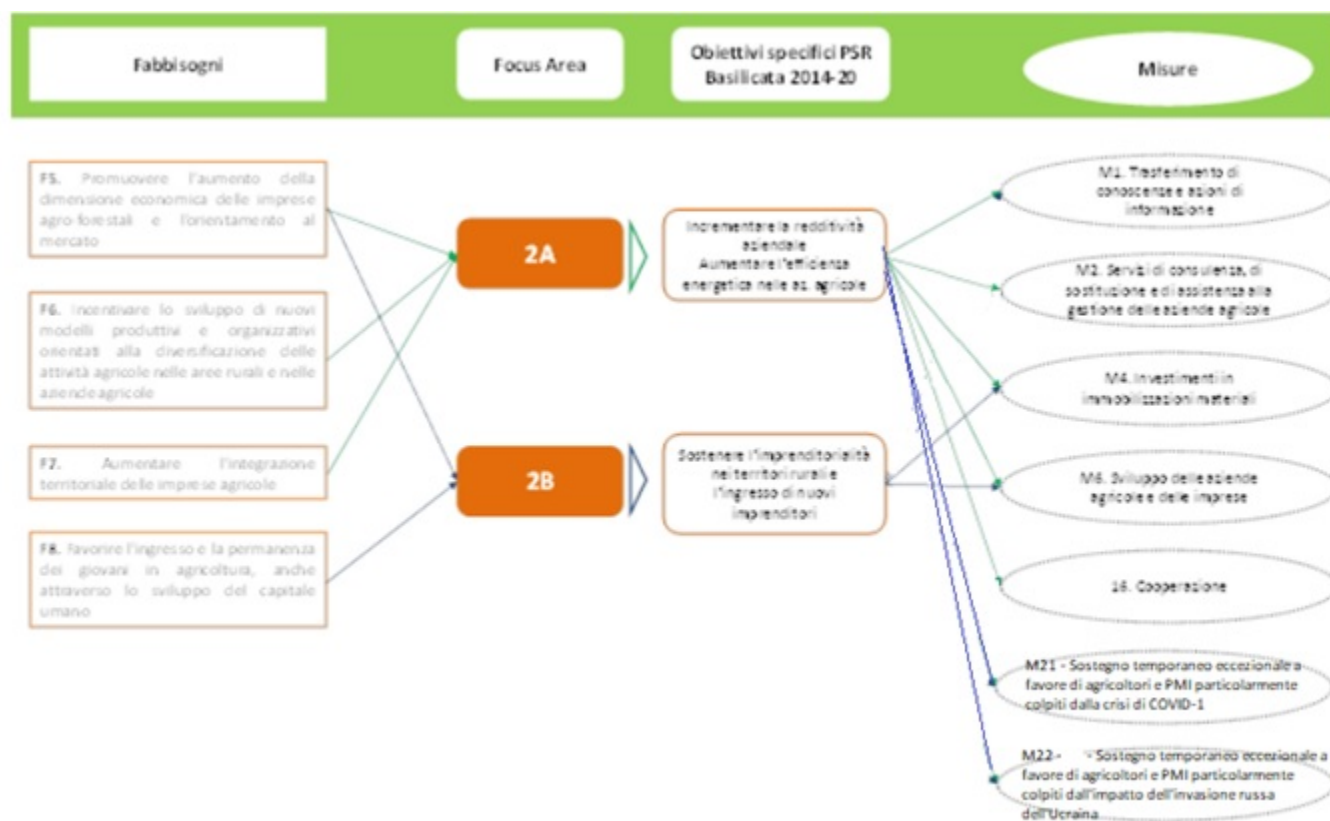 Fabbisogni
Focus Area
Obiettivi specifici PSR
Basilicata 2014-20
Misure
F5. Promuovere l'aumento della
dimensione economica delle imprese
agro-forestali e l'orientamento al
mercato
F6. Incentivare lo sviluppo di nuovi
modelli produttivi e organizzativi
orientati alla diversificazione delle
attività agricole nelle aree rurali e nelle
aziende agricole
F7. Aumentare l'integrazione
territoriale delle imprese agricole
F8. Favorire l'ingresso e la permanenza
dei giovani in agricoltura, anche
attraverso lo sviluppo del capitale
umano
2A
2B
Incrementare la redditività
aziendale
Aumentare l'efficienza
energetica nelle az. agricole
Sostenere l'imprenditorialità
nei territori rurali e
l'ingresso di nuovi
imprenditori
M1. Trasferimento di
conoscenze e azioni di
informazione
M2. Servizi di consulenza, di
sostituzione e di assistenza alla
gestione delle aziende agricole
M4. Investimenti in
immobilizzazioni materiali
M6. Sviluppo delle aziende
agricole e delle imprese
16. Cooperazione
M21 - Sostegno temporaneo eccezionale a
favore di agricoltori e PMI particolarmente
colpiti dalla crisi di COVID-1
M22 - - Sostegno temporaneo eccezionale a
favore di agricoltori e PMI particolarmente
colpiti dall'impatto dell'invasione russa
dell'Ucraina